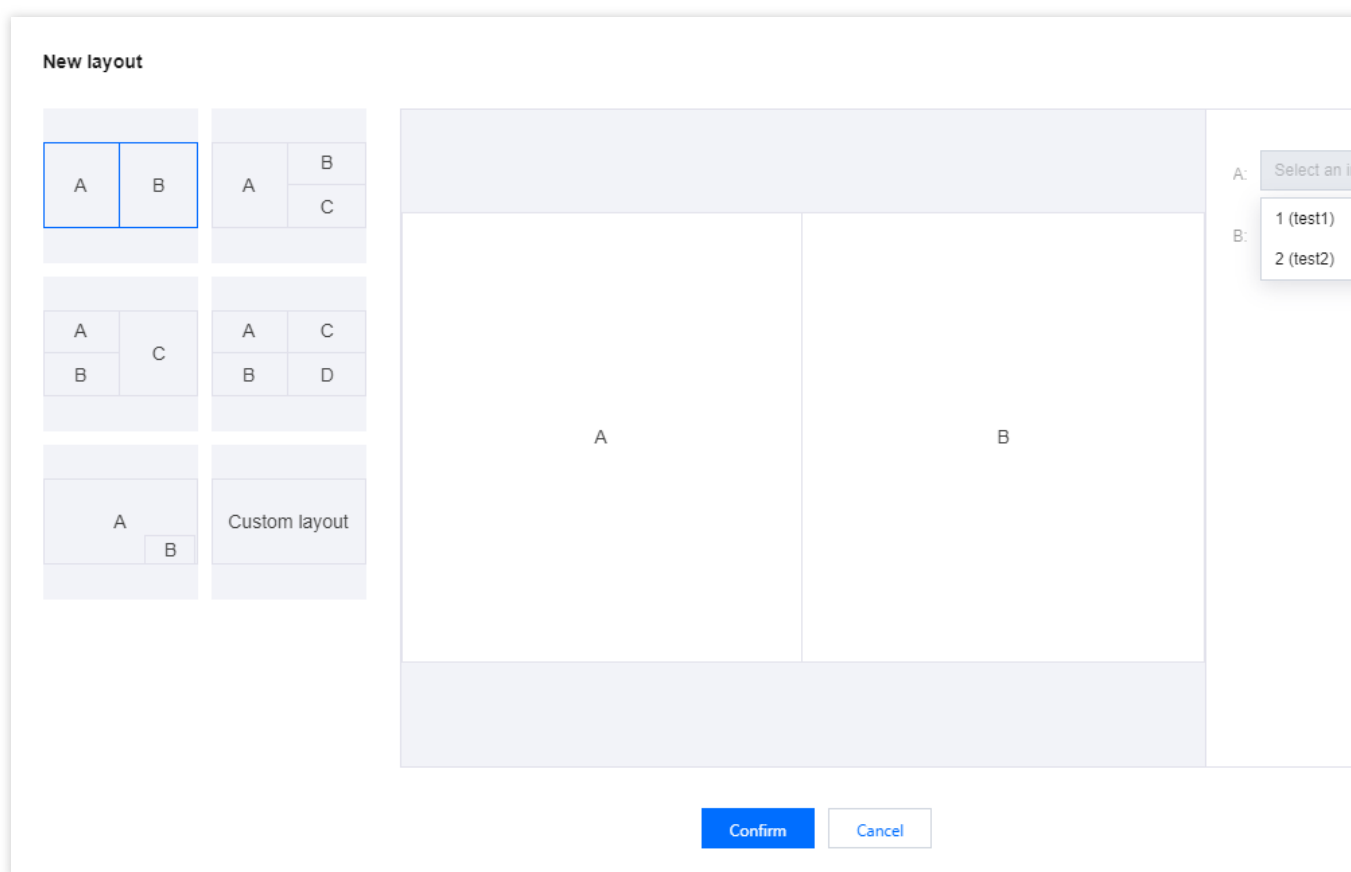 New layout
A B
A B
C
A C
B
A C
B D
A
B
Custom layout
A B
A: Select an
B:
1 (test1)
2 (test2)
Confirm Cancel